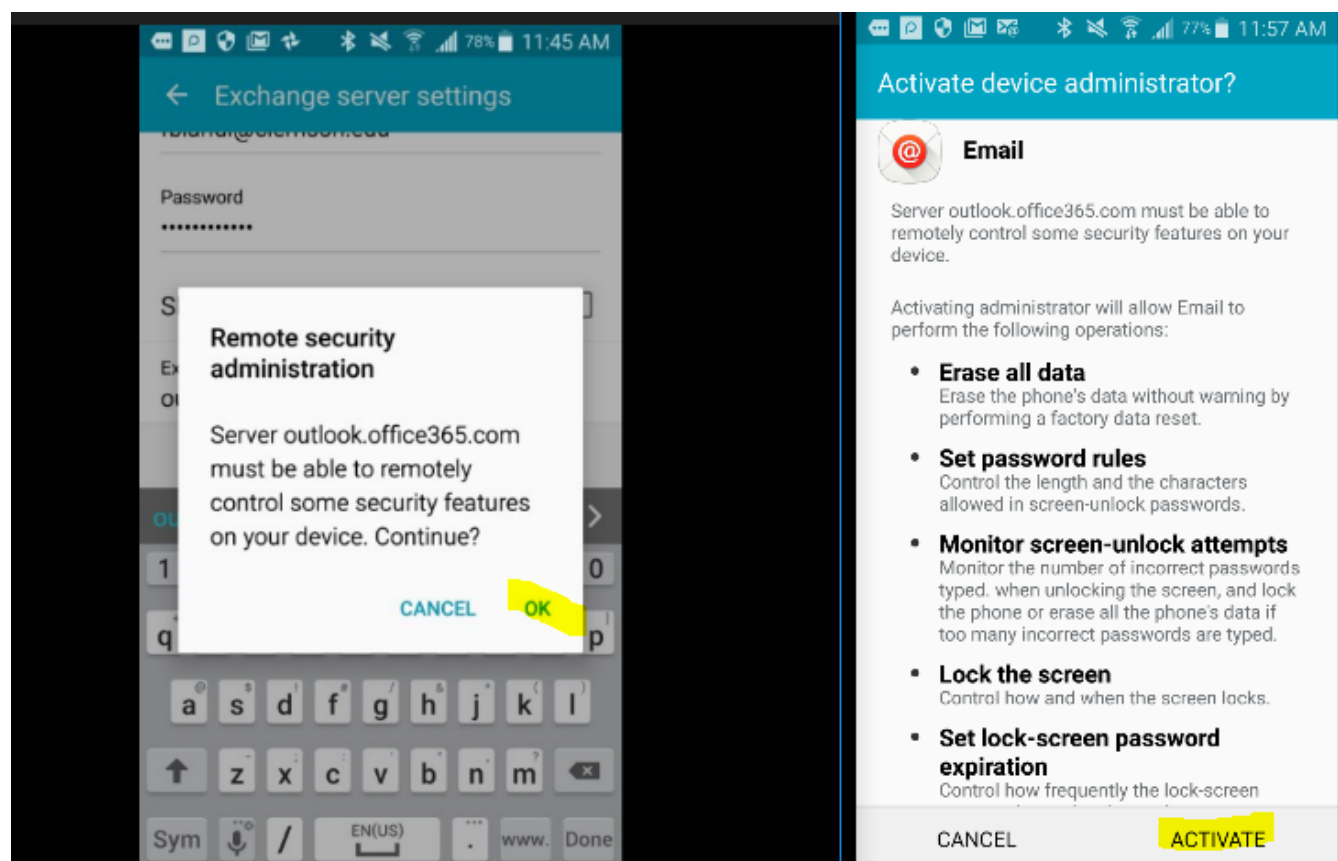 78% 11:45 AM
Exchange server settings
Password
••••••••••••
S
Ex
ou
Remote security
administration
Server outlook.office365.com
must be able to remotely
control some security features
on your device. Continue?
CANCEL OK
ou
1 0
q p
a s d f g h j k l
z x c v b n m
Sym / EN(US) . www. Done
77% 11:57 AM
Activate device administrator?
Email
Server outlook.office365.com must be able to
remotely control some security features on your
device.
Activating administrator will allow Email to
perform the following operations:
• Erase all data
Erase the phone's data without warning by
performing a factory data reset.
• Set password rules
Control the length and the characters
allowed in screen-unlock passwords.
• Monitor screen-unlock attempts
Monitor the number of incorrect passwords
typed. when unlocking the screen, and lock
the phone or erase all the phone's data if
too many incorrect passwords are typed.
• Lock the screen
Control how and when the screen locks.
• Set lock-screen password
expiration
Control how frequently the lock-screen
CANCEL ACTIVATE